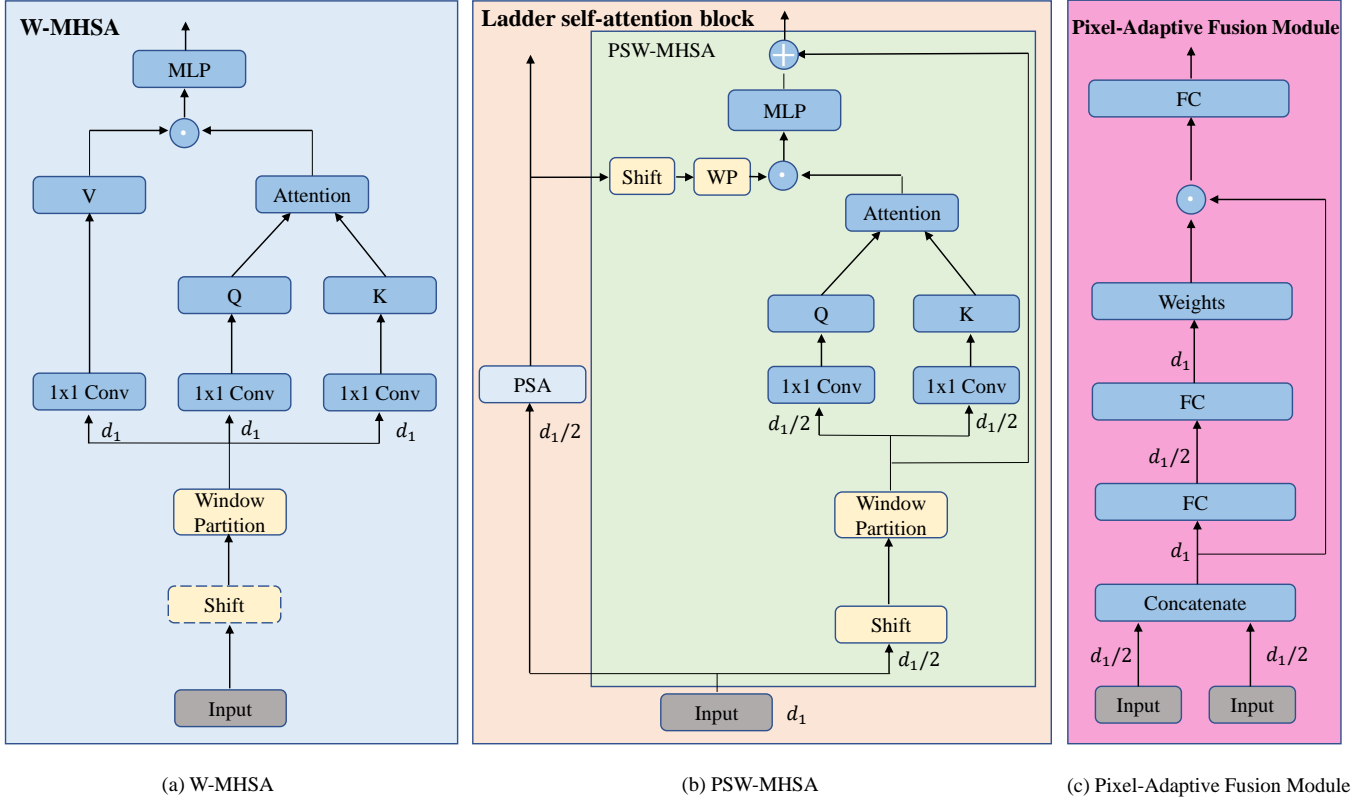 W-MHSA
MLP
V
Attention
Q
K
1x1 Conv
1x1 Conv
1x1 Conv
d₁
d₁
d₁
Window
Partition
Shift
Input
(a) W-MHSA
Ladder self-attention block
PSW-MHSA
MLP
Shift
WP
Attention
Q
K
PSA
1x1 Conv
1x1 Conv
d₁/2
d₁/2
d₁/2
Window
Partition
Shift
d₁/2
Input
d₁
(b) PSW-MHSA
Pixel-Adaptive Fusion Module
FC
Weights
d₁
FC
d₁/2
FC
d₁
Concatenate
d₁/2
d₁/2
Input
Input
(c) Pixel-Adaptive Fusion Module